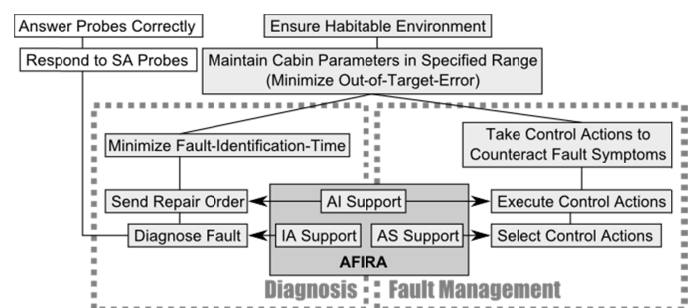 Answer Probes Correctly
Ensure Habitable Environment
Respond to SA Probes
Maintain Cabin Parameters in Specified Range
(Minimize Out-of-Target-Error)
Minimize Fault-Identification-Time
Take Control Actions to
Counteract Fault Symptoms
Send Repair Order
AI Support
Execute Control Actions
Diagnose Fault
IA Support
AS Support
Select Control Actions
AFIRA
Diagnosis
Fault Management